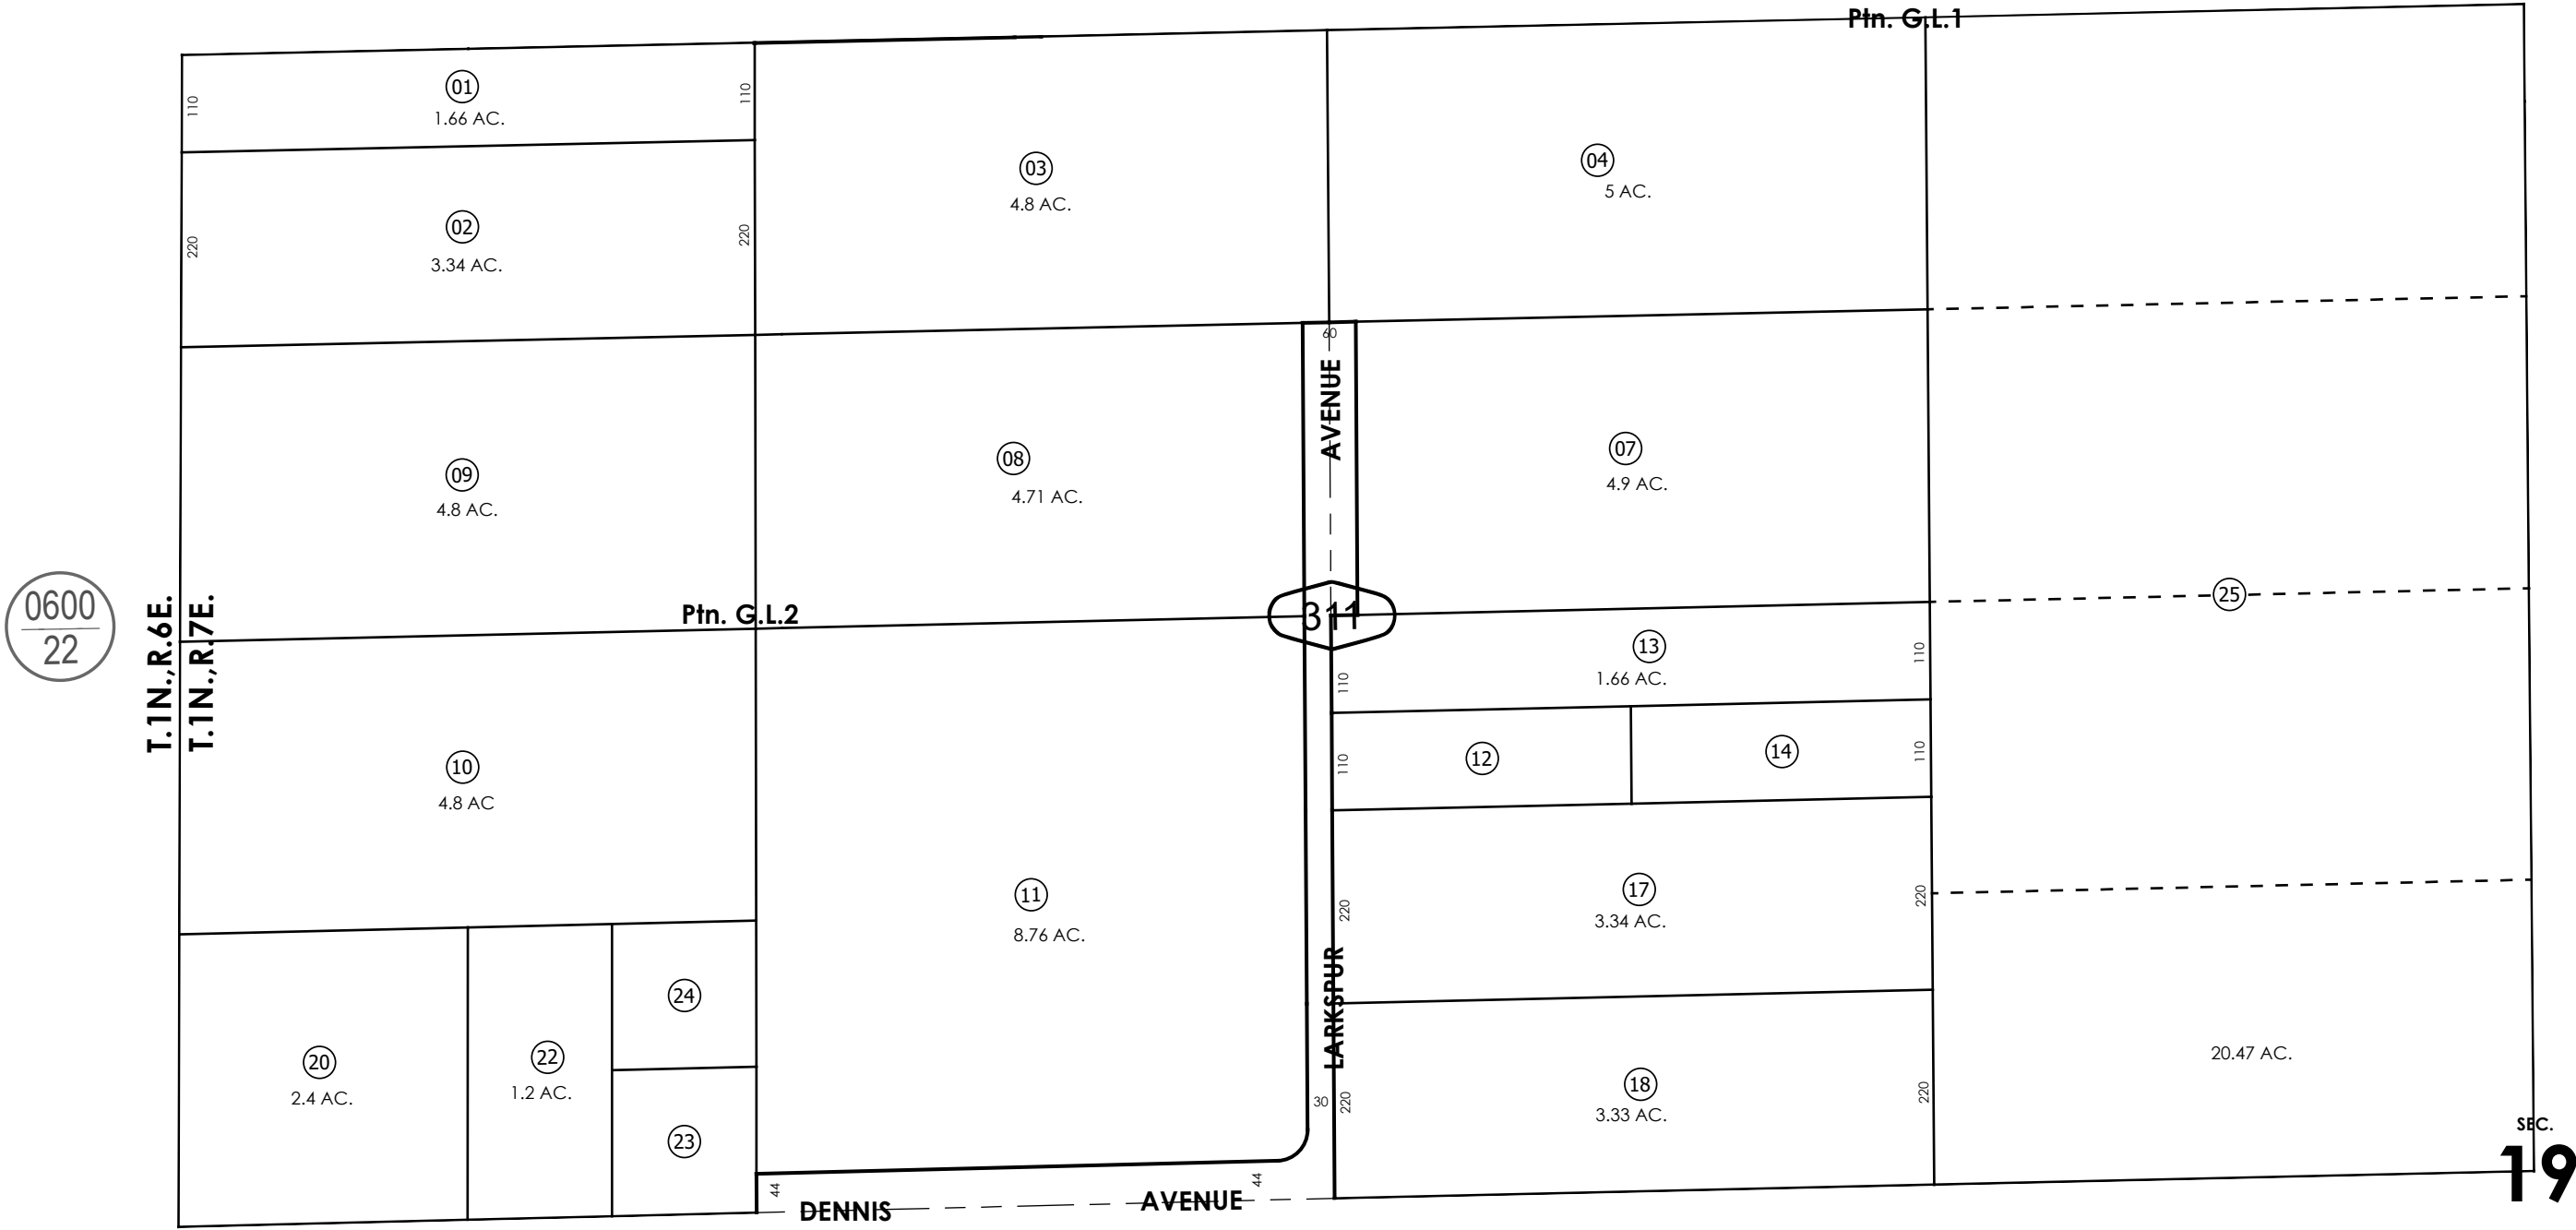 Ptn. G.L.1
01
1.66 AC.
110
110
02
3.34 AC.
220
220
03
4.8 AC.
04
5 AC.
60
AVENUE
09
4.8 AC.
08
4.71 AC.
07
4.9 AC.
0600
22
T.1N.,R.6E.
T.1N.,R.7E.
Ptn. G.L.2
311
25
13
1.66 AC.
110
110
12
14
110
110
10
4.8 AC
11
8.76 AC.
17
3.34 AC.
220
220
LARKSPUR
24
20
2.4 AC.
22
1.2 AC.
23
30
220
18
3.33 AC.
220
20.47 AC.
SEC.
19
44
44
DENNIS AVENUE